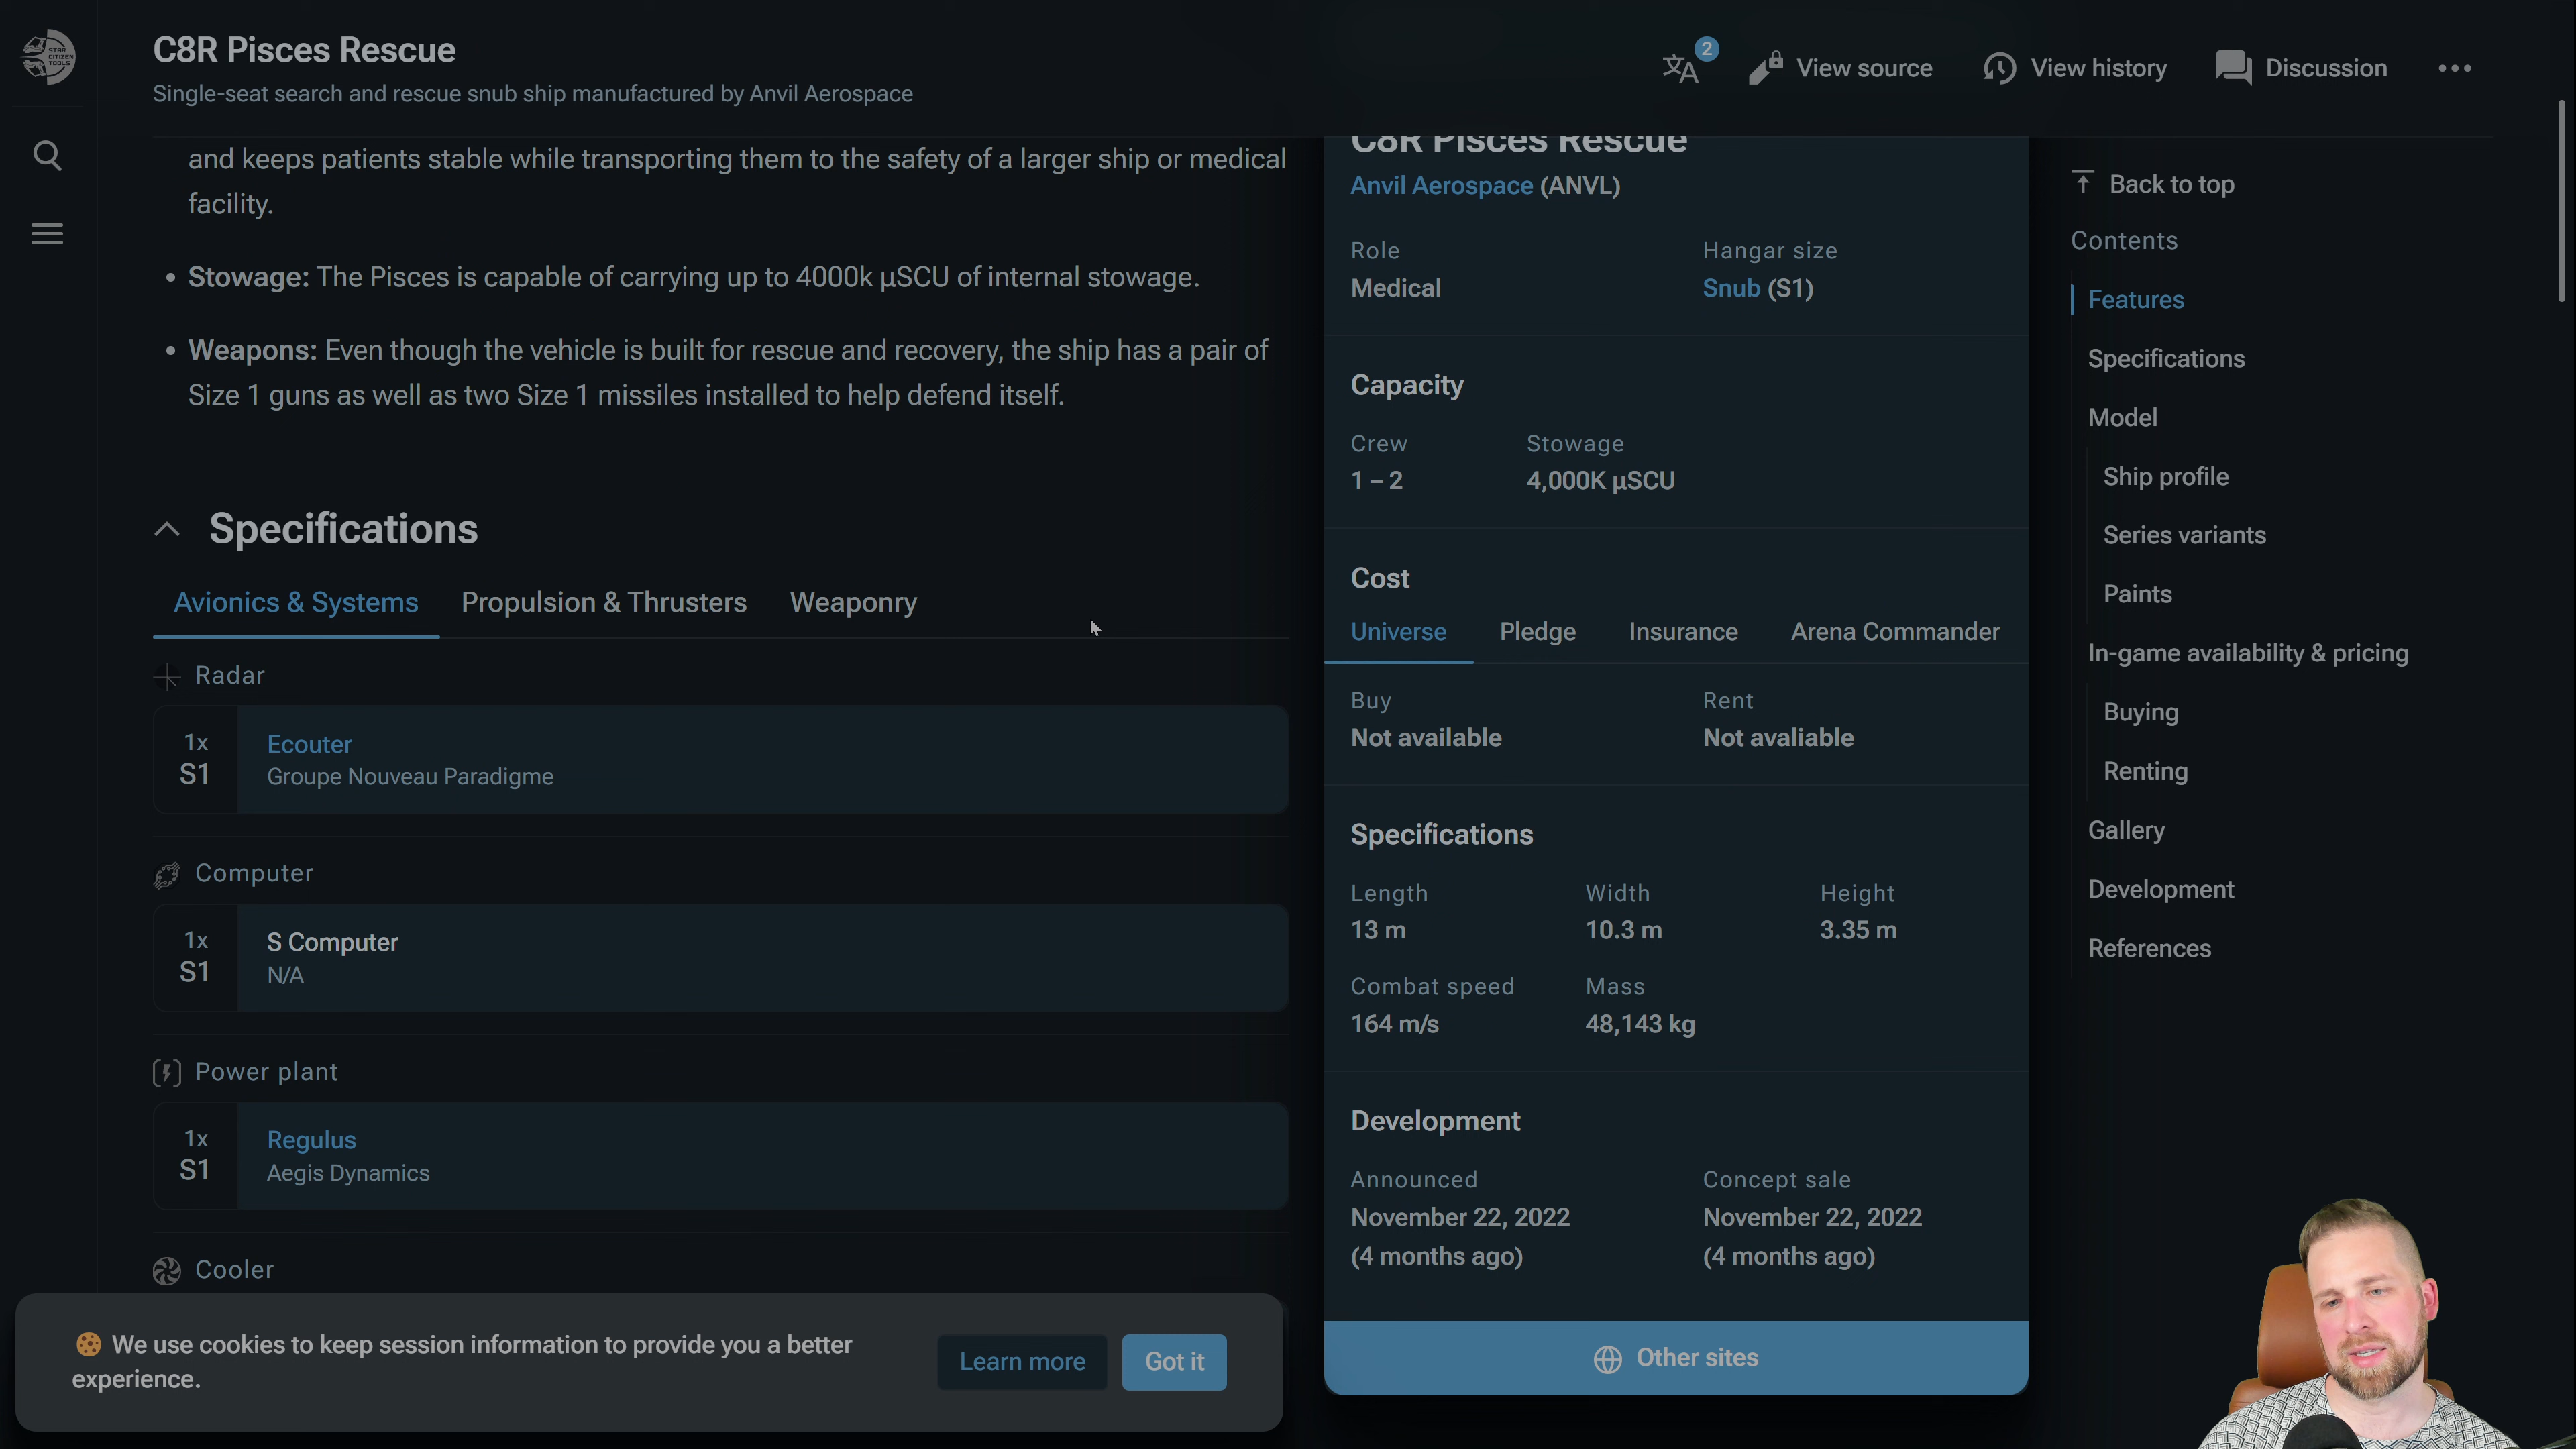 STAR
CITIZEN
TOOLS
C8R Pisces Rescue
Single-seat search and rescue snub ship manufactured by Anvil Aerospace
2
View source
View history
Discussion
and keeps patients stable while transporting them to the safety of a larger ship or medical
facility.
• Stowage: The Pisces is capable of carrying up to 4000k µSCU of internal stowage.
• Weapons: Even though the vehicle is built for rescue and recovery, the ship has a pair of
Size 1 guns as well as two Size 1 missiles installed to help defend itself.
Specifications
Avionics & Systems Propulsion & Thrusters Weaponry
Radar
1x
S1
Ecouter
Groupe Nouveau Paradigme
Computer
1x
S1
S Computer
N/A
Power plant
1x
S1
Regulus
Aegis Dynamics
Cooler
We use cookies to keep session information to provide you a better
experience.
Learn more
Got it
C8R Pisces Rescue
Anvil Aerospace (ANVL)
Role
Medical
Hangar size
Snub (S1)
Capacity
Crew
1 – 2
Stowage
4,000K µSCU
Cost
Universe Pledge Insurance Arena Commander
Buy
Not available
Rent
Not avaliable
Specifications
Length
13 m
Width
10.3 m
Height
3.35 m
Combat speed
164 m/s
Mass
48,143 kg
Development
Announced
November 22, 2022
(4 months ago)
Concept sale
November 22, 2022
(4 months ago)
Other sites
Back to top
Contents
Features
Specifications
Model
Ship profile
Series variants
Paints
In-game availability & pricing
Buying
Renting
Gallery
Development
References